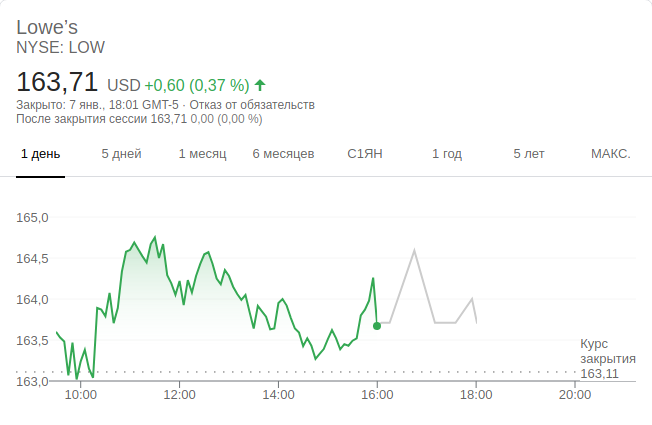 Lowe’s
NYSE: LOW
163,71 USD +0,60 (0,37 %)
Закрыто: 7 янв., 18:01 GMT-5 · Отказ от обязательств
После закрытия сессии 163,71 0,00 (0,00 %)
1 день 5 дней 1 месяц 6 месяцев С1ЯН 1 год 5 лет МАКС.
165,0
164,5
164,0
163,5
163,0
Курс
закрытия
163,11
10:00 12:00 14:00 16:00 18:00 20:00